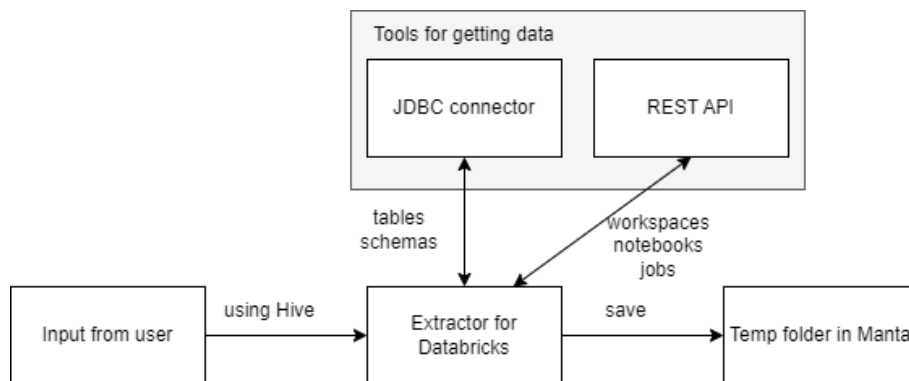 Tools for getting data
JDBC connector
REST API
tables
schemas
workspaces
notebooks
jobs
Input from user
using Hive
Extractor for
Databricks
save
Temp folder in Manta